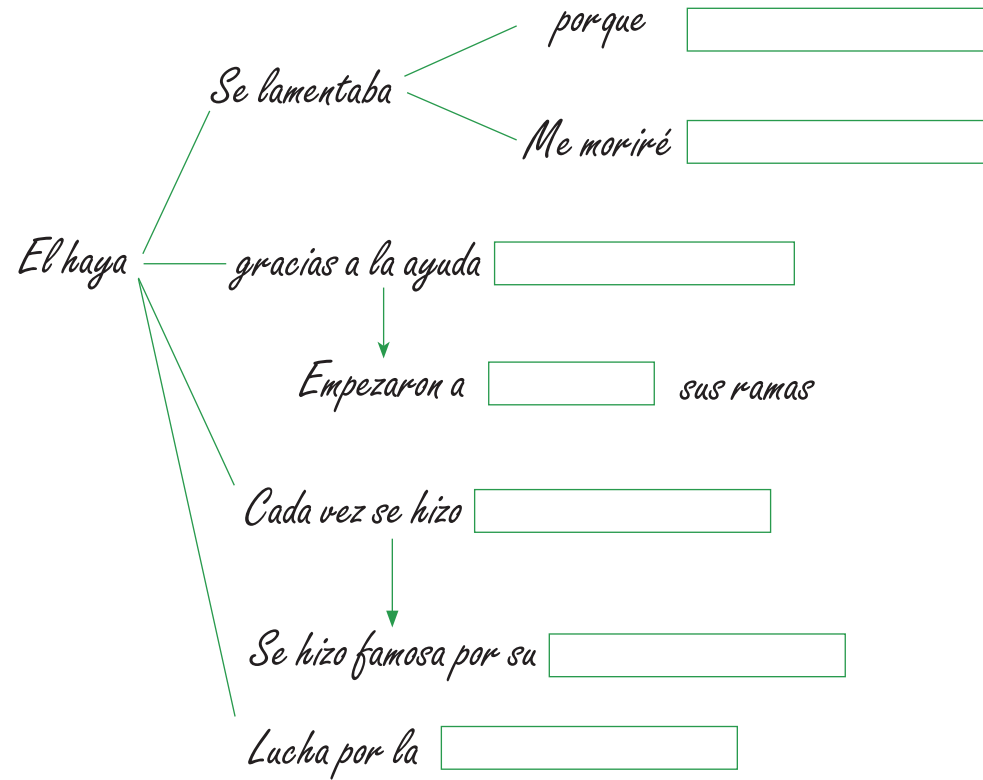 porque
Se lamentaba
Me moriré
El haya
gracias a la ayuda
Empezaron a sus ramas
Cada vez se hizo
Se hizo famosa por su
Lucha por la